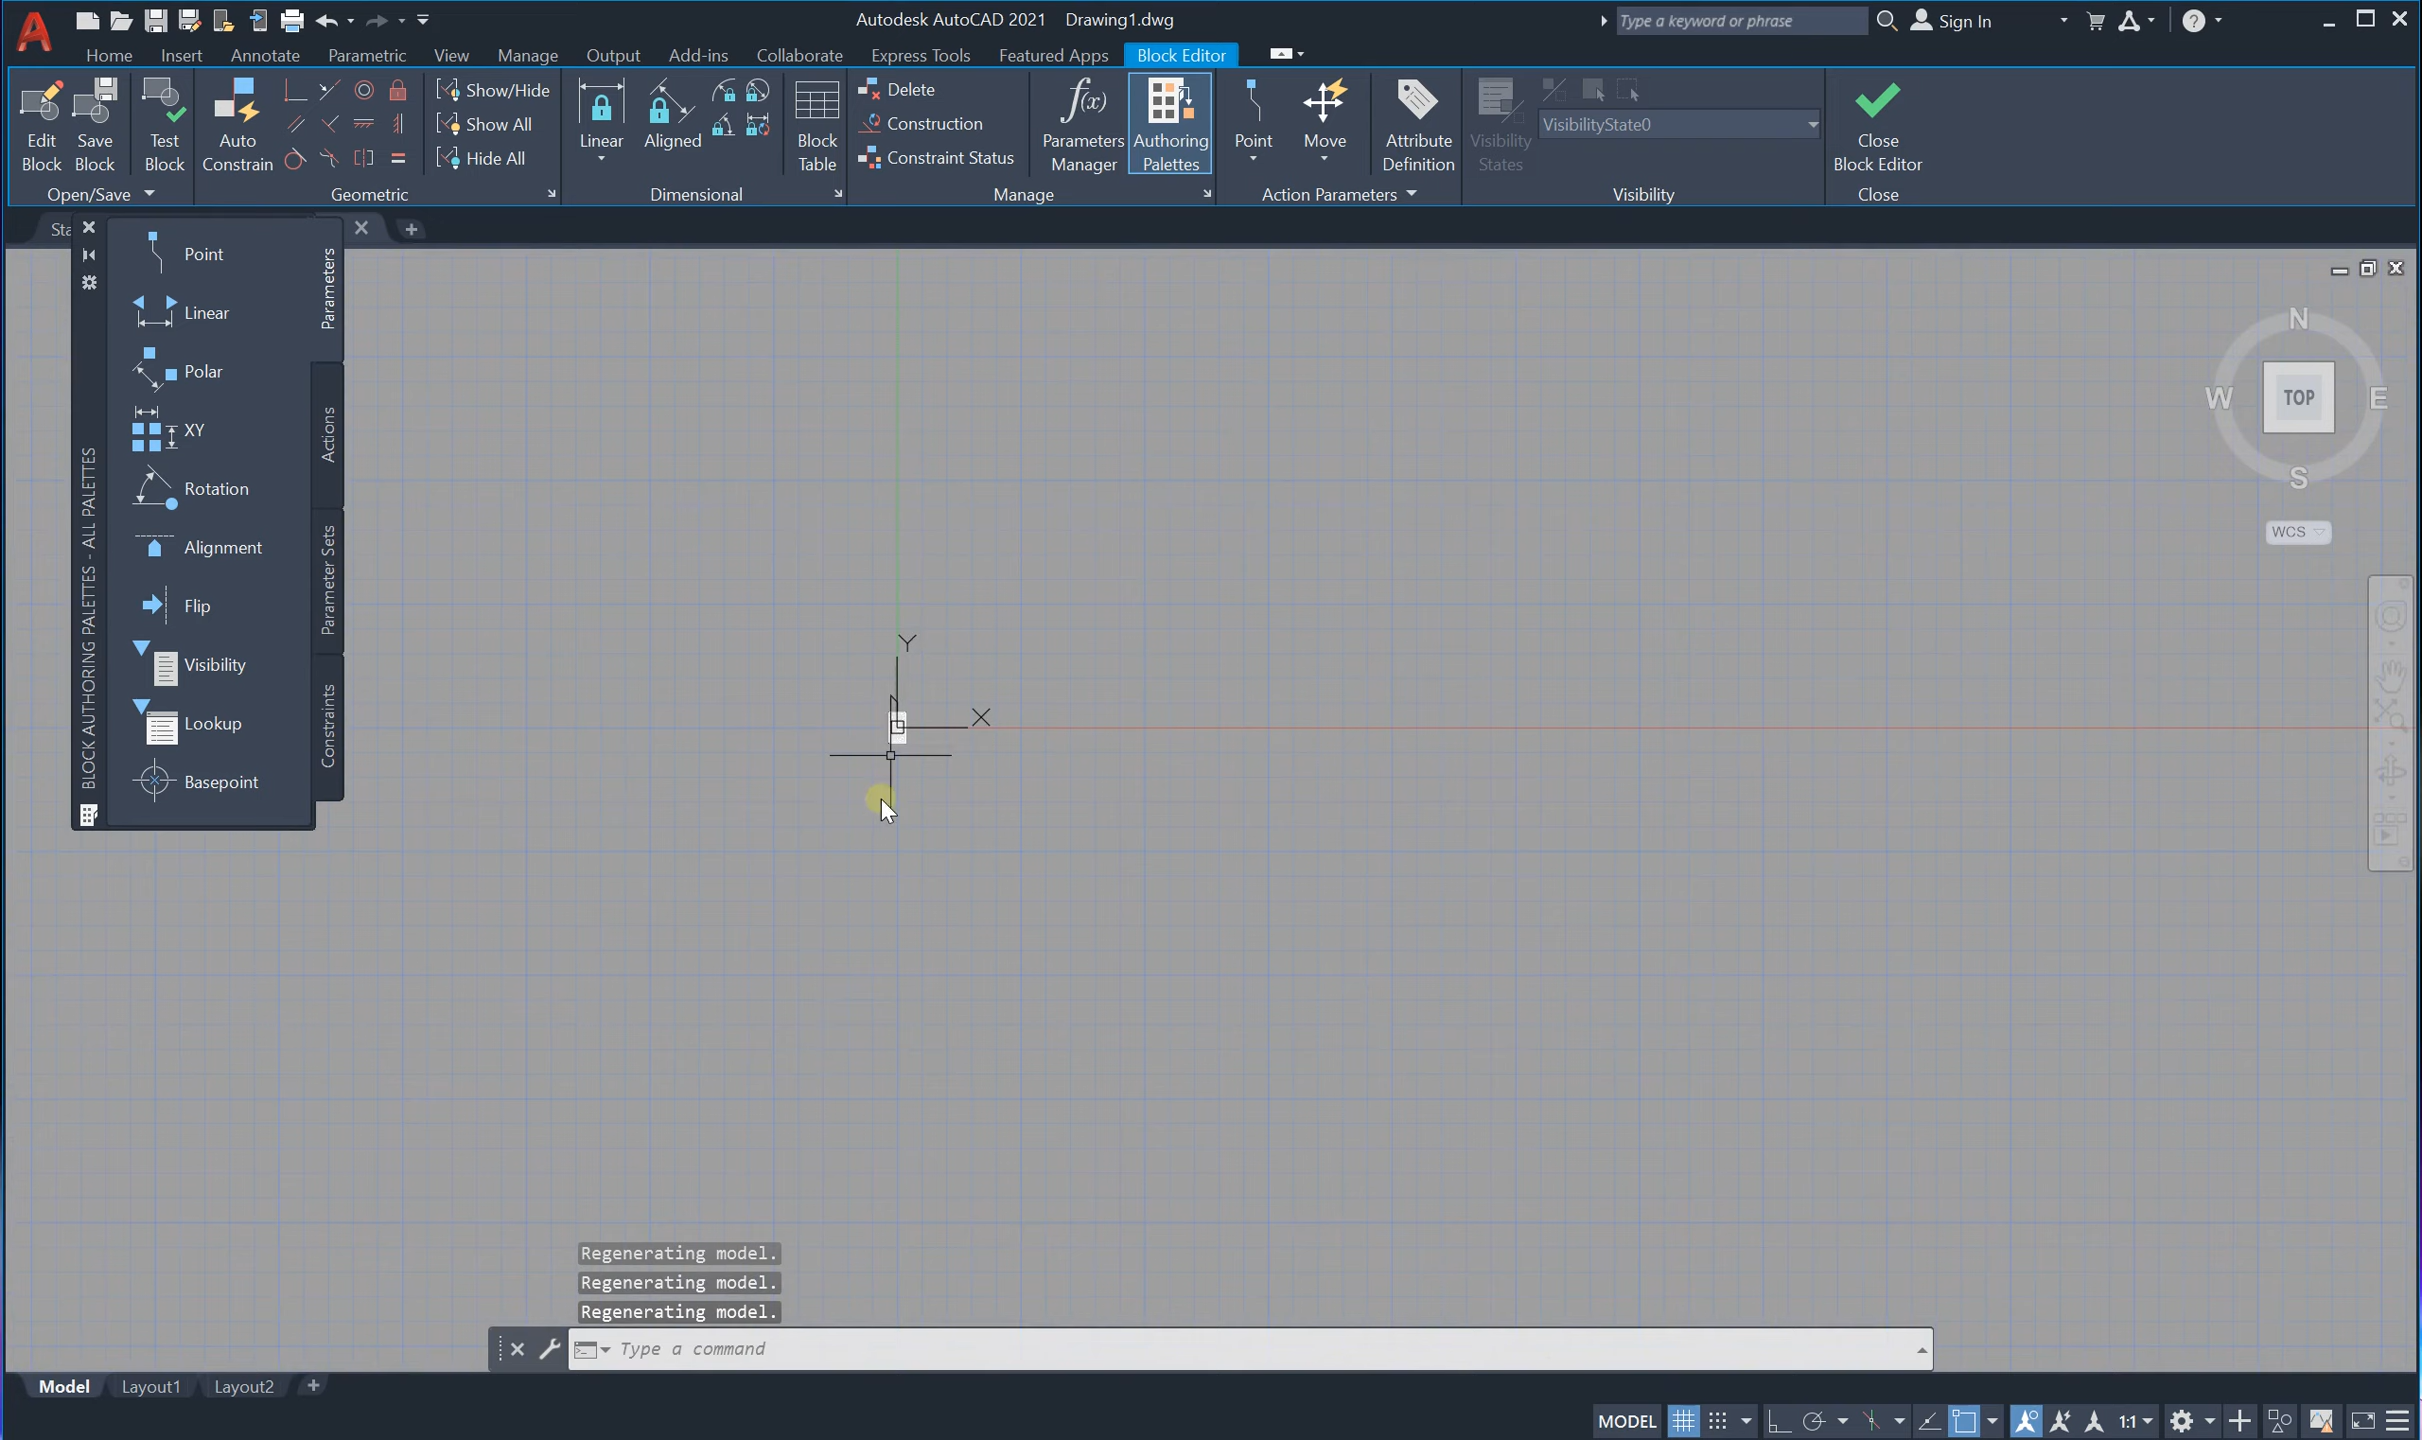 Autodesk AutoCAD 2021 Drawing1.dwg
Type a keyword or phrase
Sign In
Home Insert Annotate Parametric View Manage Output Add-ins Collaborate Express Tools Featured Apps Block Editor
Edit Block
Save Block
Test Block
Open/Save
Auto Constrain
Show/Hide
Show All
Hide All
Geometric
Linear
Aligned
Dimensional
Block Table
Delete
Construction
Constraint Status
Manage
Parameters Manager
Authoring Palettes
Point
Move
Action Parameters
Attribute Definition
Visibility States
VisibilityState0
Visibility
Close Block Editor
Close
Sta
Point
Linear
Polar
XY
Rotation
Alignment
Flip
Visibility
Lookup
Basepoint
Parameters
Actions
Parameter Sets
Constraints
BLOCK AUTHORING PALETTES - ALL PALETTES
Y
X
N
W TOP E
S
WCS
Regenerating model.
Regenerating model.
Regenerating model.
Type a command
Model Layout1 Layout2
MODEL 1:1